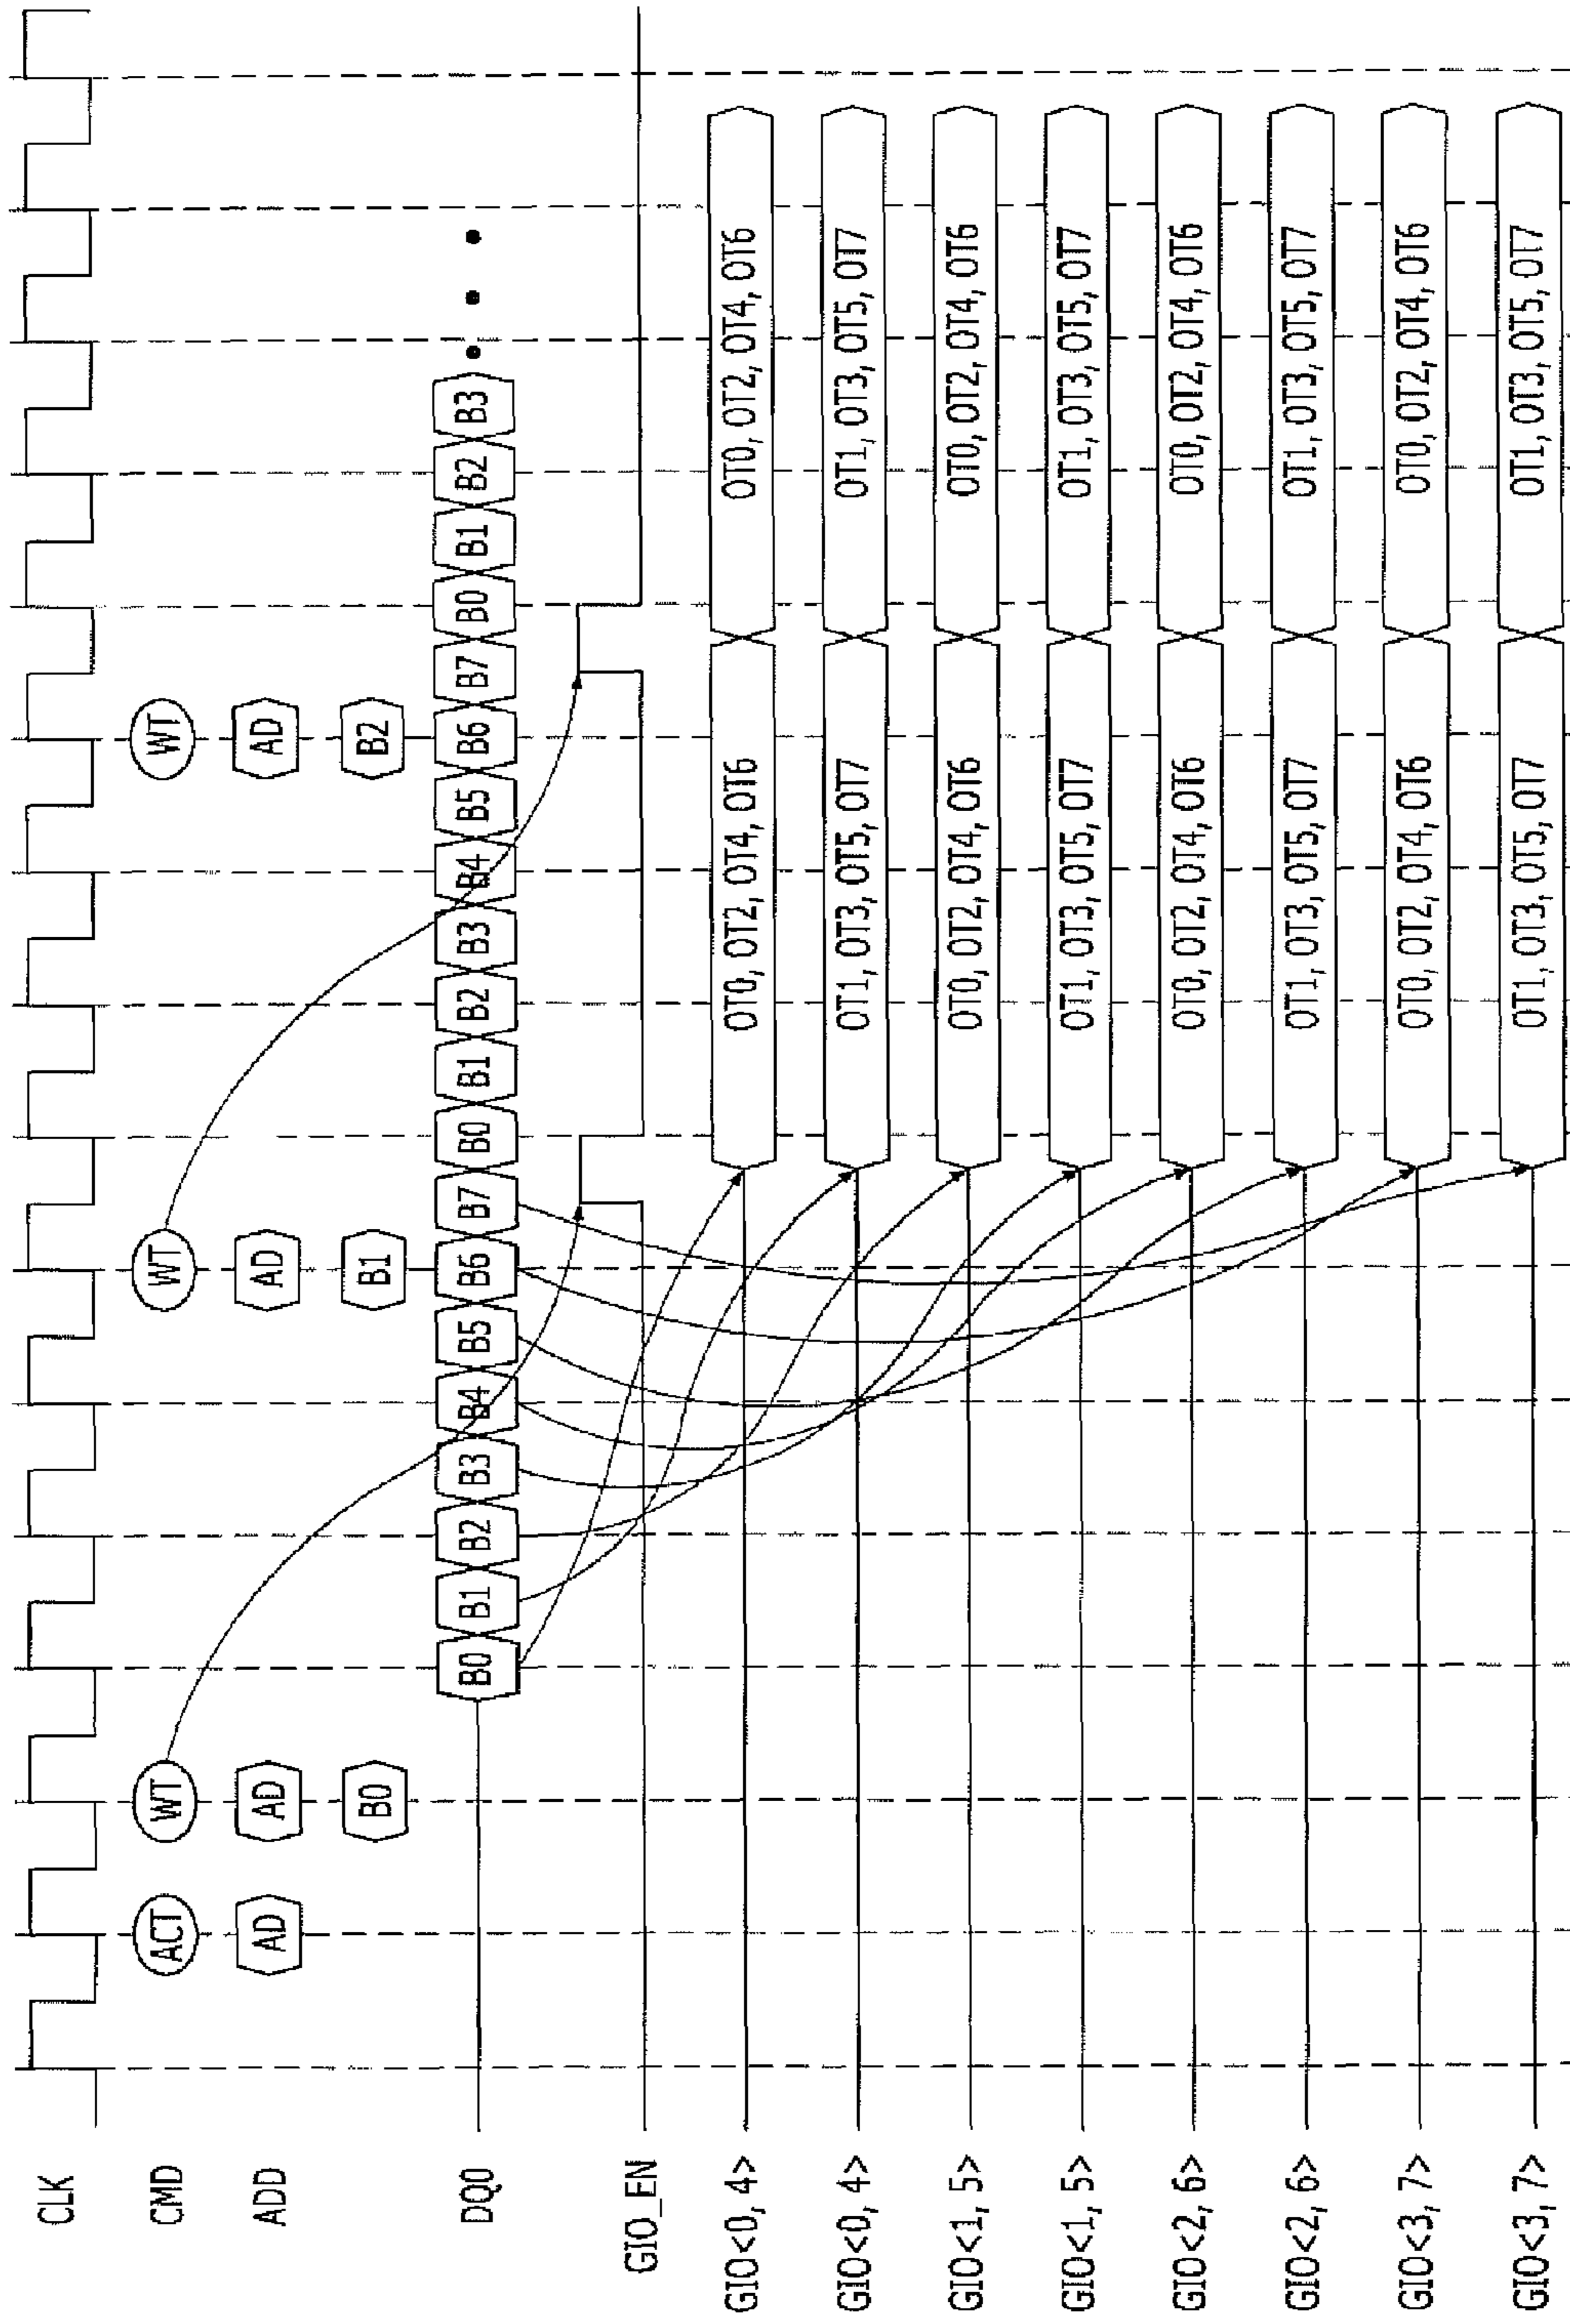 CLK
CMD ACT WT WT WT
ADD AD AD AD AD
B0 B1 B2
DQ0 B0 B1 B2 B3 B4 B5 B6 B7 B0 B1 B2 B3 B4 B5 B6 B7 B0 B1 B2 B3 • • •
GIO_EN
GIO<0, 4> OT0, OT2, OT4, OT6 OT0, OT2, OT4, OT6
GIO<0, 4> OT1, OT3, OT5, OT7 OT1, OT3, OT5, OT7
GIO<1, 5> OT0, OT2, OT4, OT6 OT0, OT2, OT4, OT6
GIO<1, 5> OT1, OT3, OT5, OT7 OT1, OT3, OT5, OT7
GIO<2, 6> OT0, OT2, OT4, OT6 OT0, OT2, OT4, OT6
GIO<2, 6> OT1, OT3, OT5, OT7 OT1, OT3, OT5, OT7
GIO<3, 7> OT0, OT2, OT4, OT6 OT0, OT2, OT4, OT6
GIO<3, 7> OT1, OT3, OT5, OT7 OT1, OT3, OT5, OT7